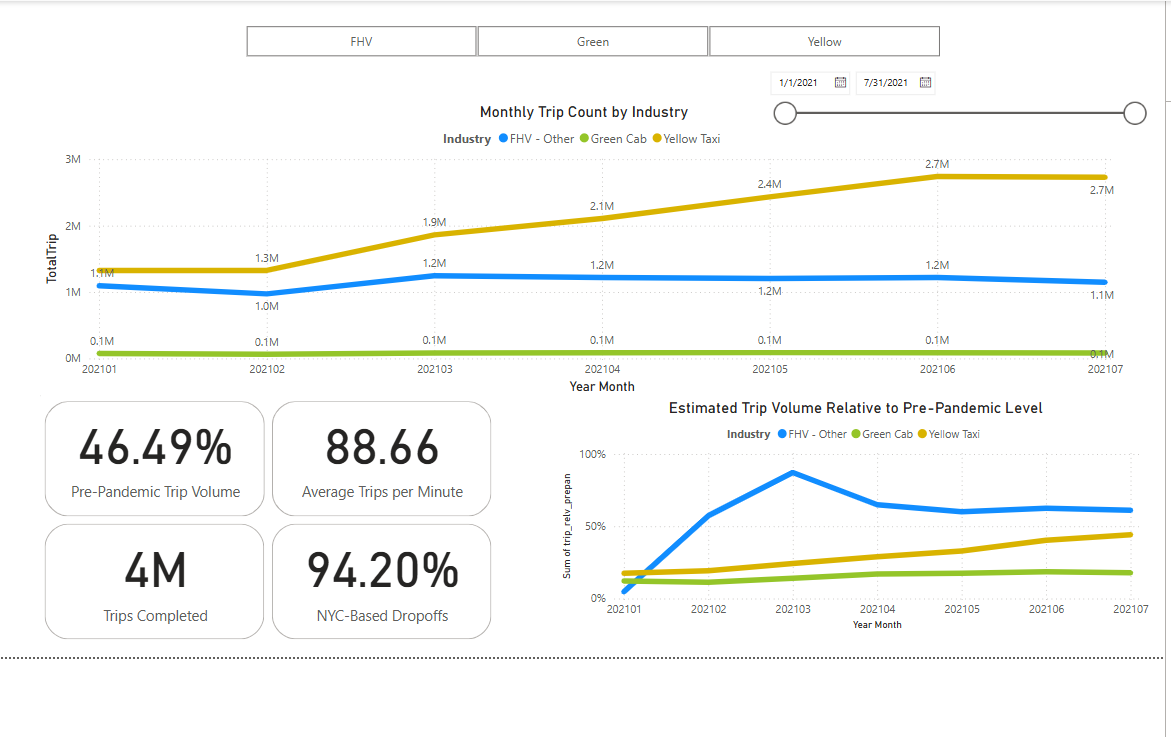 FHV Green Yellow
1/1/2021 7/31/2021
Monthly Trip Count by Industry
Industry FHV - Other Green Cab Yellow Taxi
3M
2M
1M
0M
TotalTrip
1.1M 1.3M 1.9M 2.1M 2.4M 2.7M 2.7M
1.0M 1.2M 1.2M 1.2M 1.2M 1.1M
0.1M 0.1M 0.1M 0.1M 0.1M 0.1M 0.1M
202101 202102 202103 202104 202105 202106 202107
Year Month
46.49%
Pre-Pandemic Trip Volume
88.66
Average Trips per Minute
4M
Trips Completed
94.20%
NYC-Based Dropoffs
Estimated Trip Volume Relative to Pre-Pandemic Level
Industry FHV - Other Green Cab Yellow Taxi
100%
50%
0%
Sum of trip_relv_prepan
202101 202102 202103 202104 202105 202106 202107
Year Month